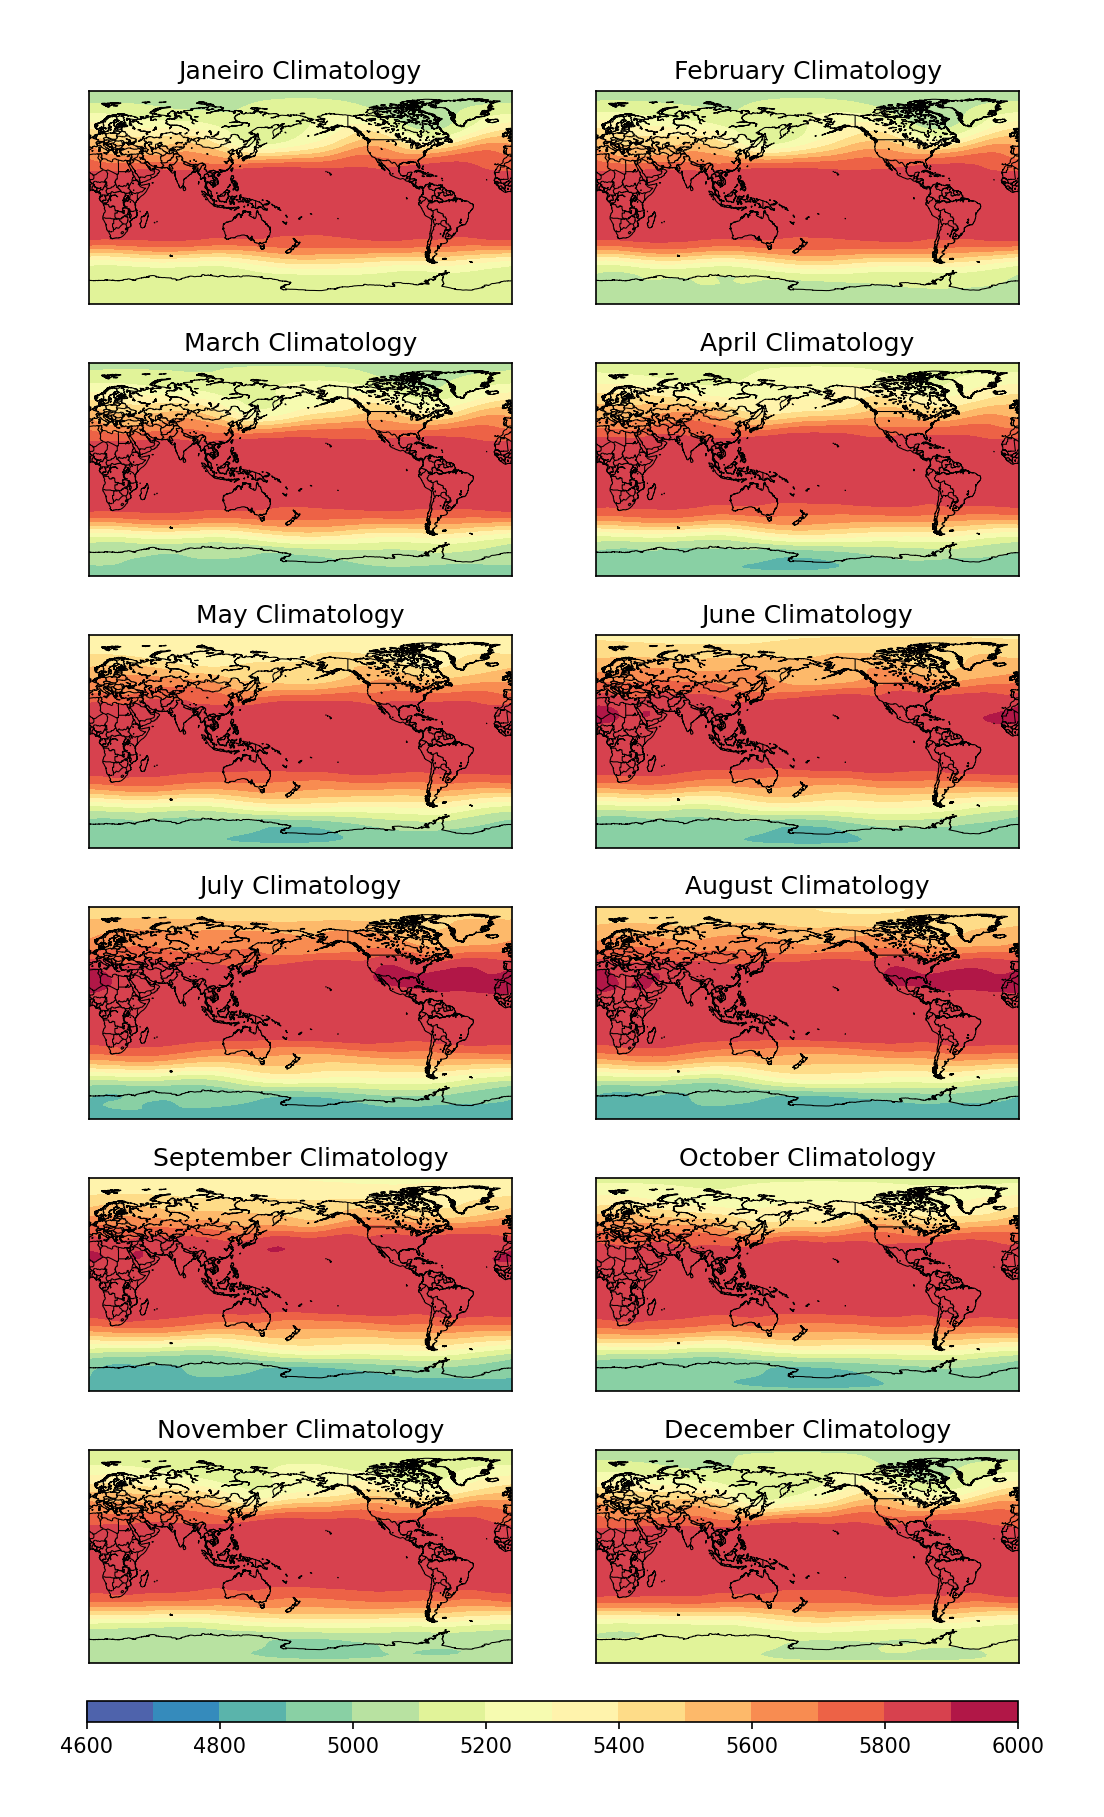 Janeiro Climatology
February Climatology
March Climatology
April Climatology
May Climatology
June Climatology
July Climatology
August Climatology
September Climatology
October Climatology
November Climatology
December Climatology
4600 4800 5000 5200 5400 5600 5800 6000